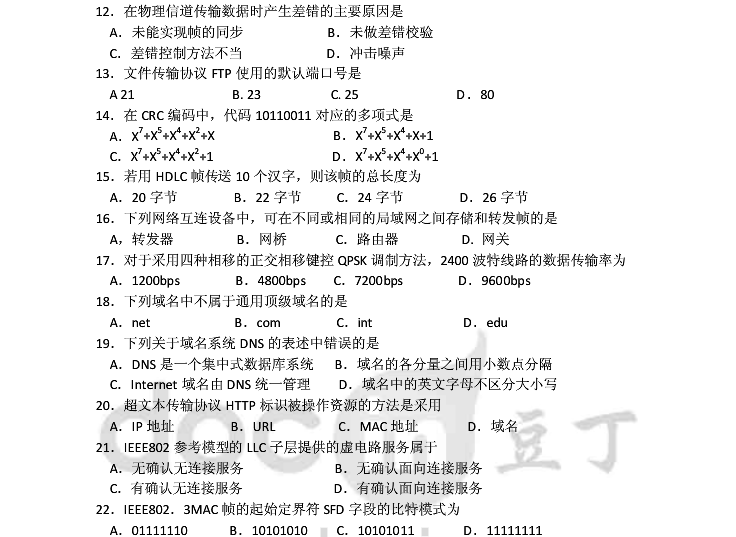 12．在物理信道传输数据时产生差错的主要原因是
A．未能实现帧的同步 B．未做差错校验
C．差错控制方法不当 D．冲击噪声
13．文件传输协议 FTP 使用的默认端口号是
A 21 B. 23 C. 25 D．80
14．在 CRC 编码中，代码 10110011 对应的多项式是
A．X⁷+X⁵+X⁴+X²+X B．X⁷+X⁵+X⁴+X+1
C．X⁷+X⁵+X⁴+X²+1 D．X⁷+X⁵+X⁴+X⁰+1
15．若用 HDLC 帧传送 10 个汉字，则该帧的总长度为
A．20 字节 B．22 字节 C．24 字节 D．26 字节
16．下列网络互连设备中，可在不同或相同的局域网之间存储和转发帧的是
A，转发器 B．网桥 C．路由器 D．网关
17．对于采用四种相移的正交相移键控 QPSK 调制方法，2400 波特线路的数据传输率为
A．1200bps B．4800bps C．7200bps D．9600bps
18．下列域名中不属于通用顶级域名的是
A．net B．com C．int D．edu
19．下列关于域名系统 DNS 的表述中错误的是
A．DNS 是一个集中式数据库系统 B．域名的各分量之间用小数点分隔
C．Internet 域名由 DNS 统一管理 D．域名中的英文字母不区分大小写
20．超文本传输协议 HTTP 标识被操作资源的方法是采用
A．IP 地址 B．URL C．MAC 地址 D．域名
21．IEEE802 参考模型的 LLC 子层提供的虚电路服务属于
A．无确认无连接服务 B．无确认面向连接服务
C．有确认无连接服务 D．有确认面向连接服务
豆丁
22．IEEE802．3MAC 帧的起始定界符 SFD 字段的比特模式为
A．01111110 B．10101010 C．10101011 D．11111111